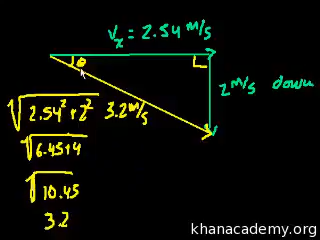 Vx = 2.54 m/s
θ
2 m/s down
√2.54² + 2² 3.2 m/s
√6.45+4
√10.45
3.2
khanacademy.org